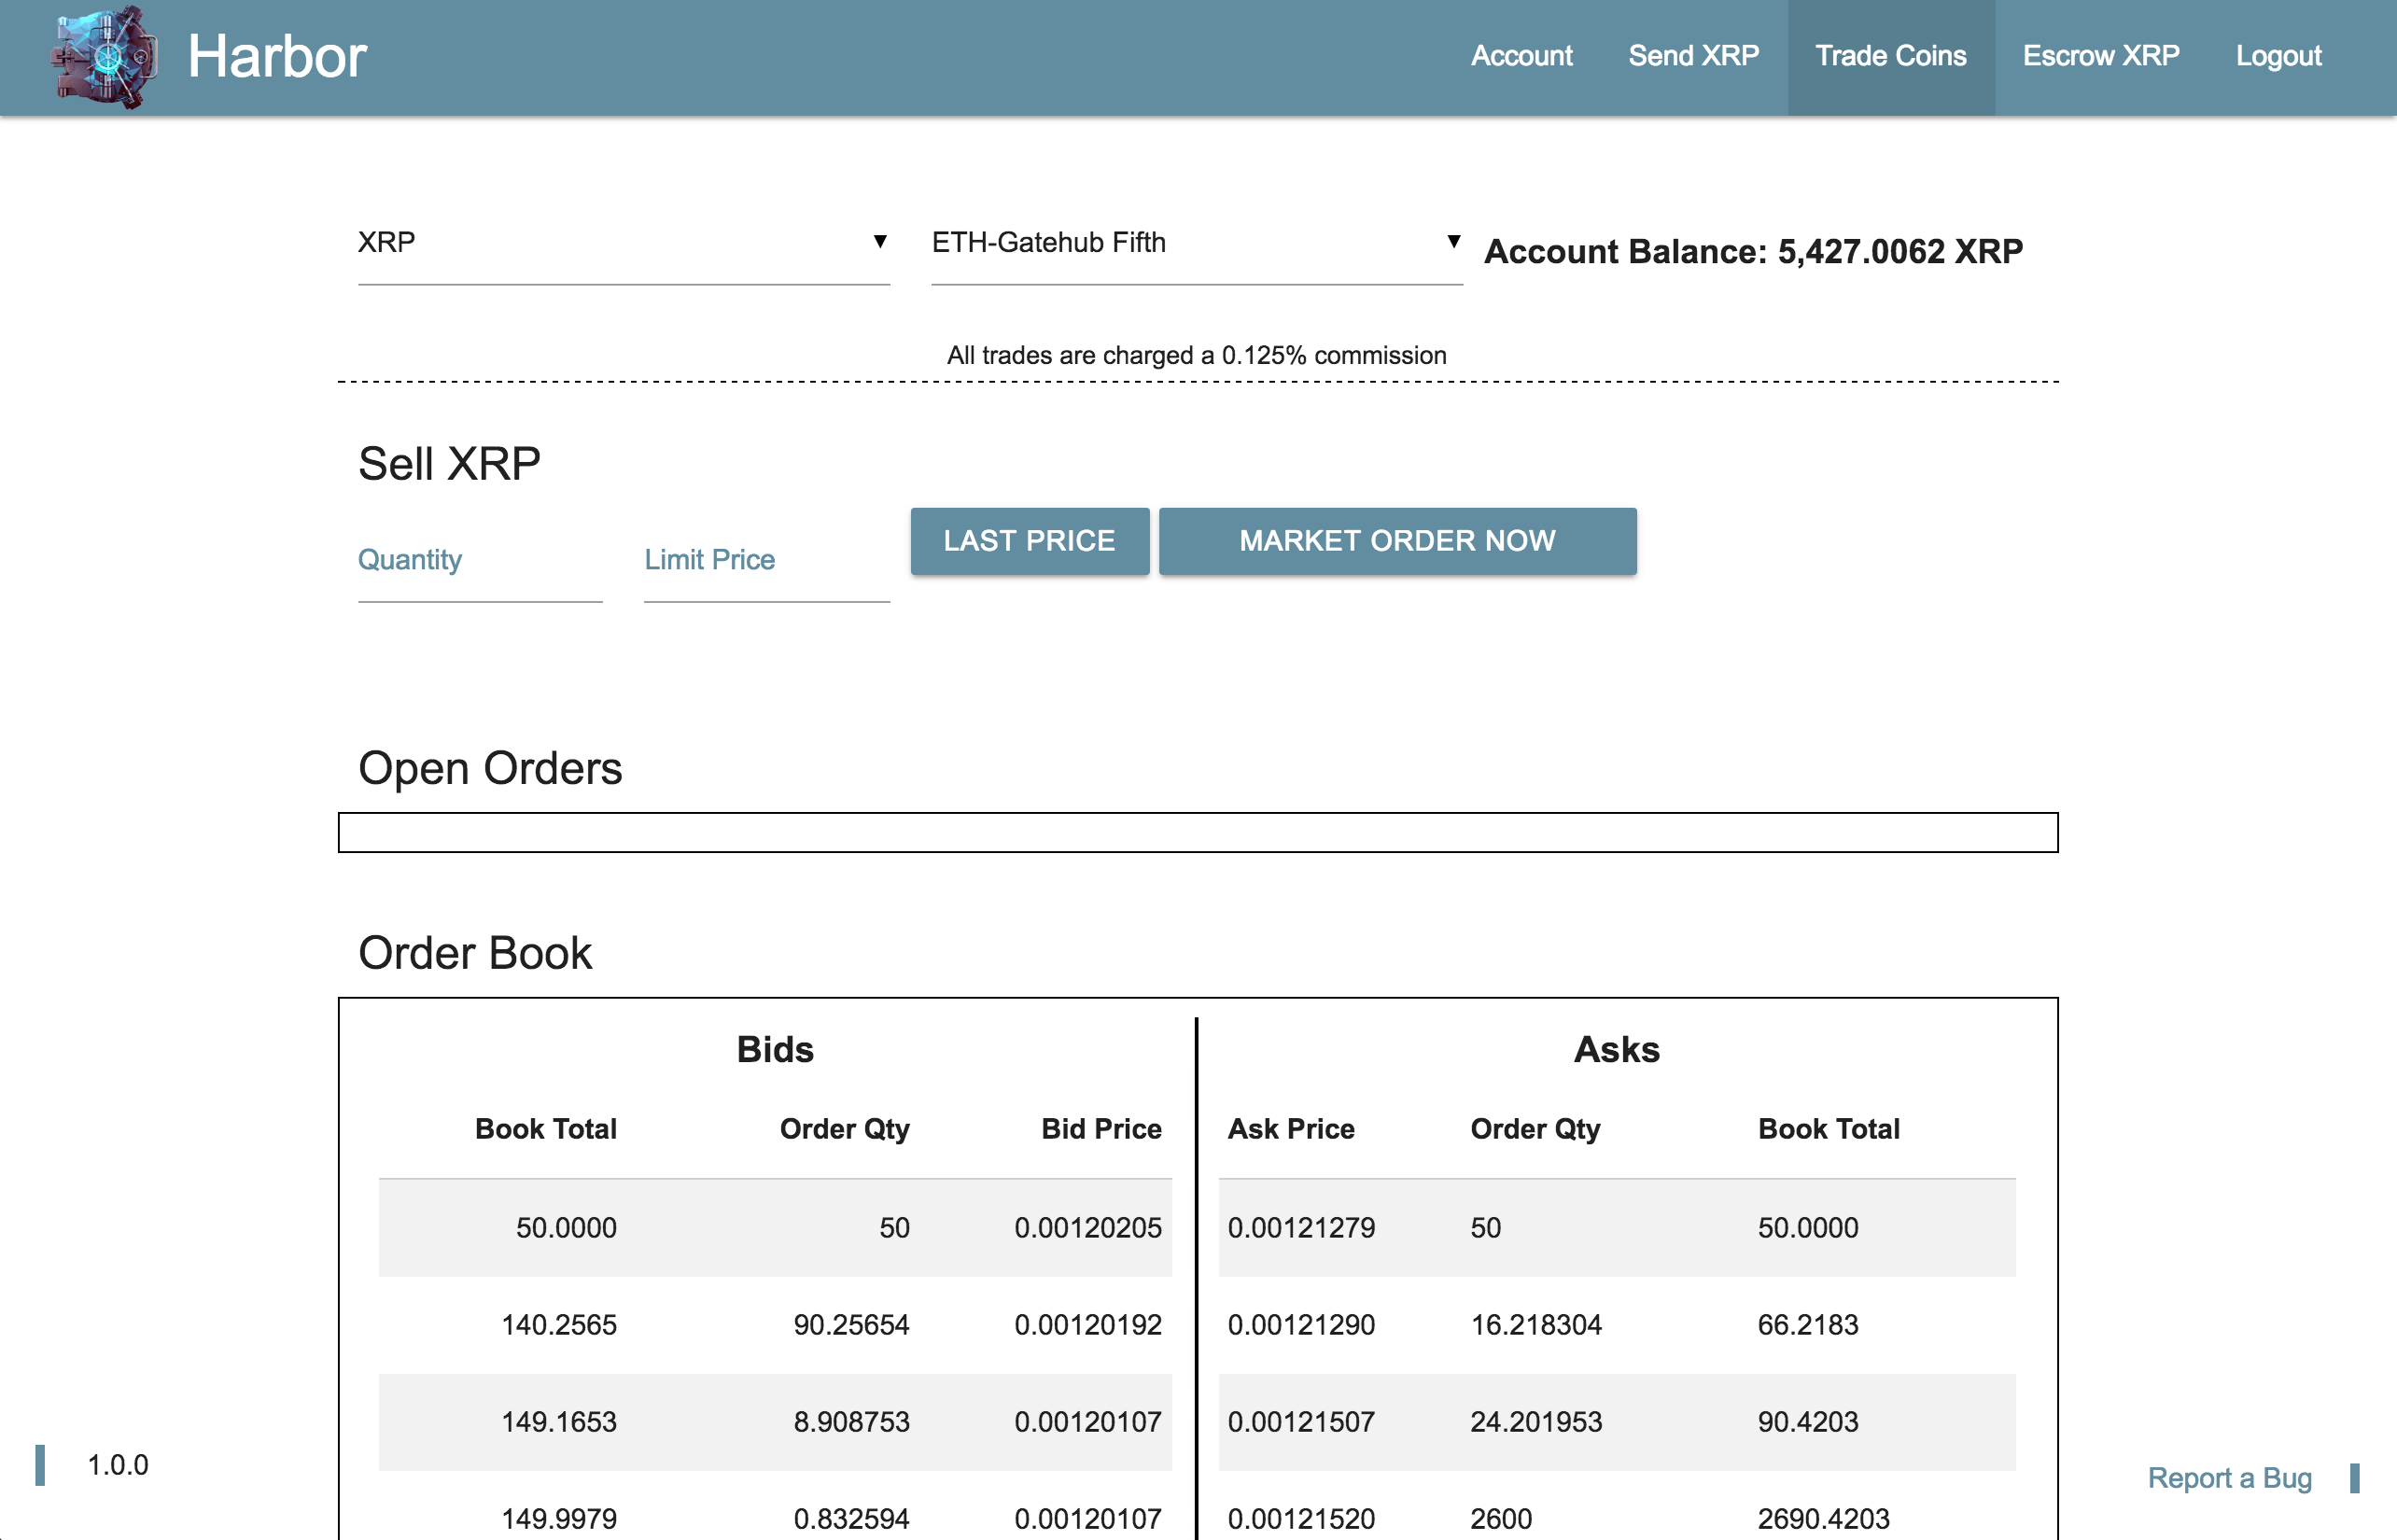 Harbor
Account Send XRP Trade Coins Escrow XRP Logout
XRP ▼ ETH-Gatehub Fifth ▼ Account Balance: 5,427.0062 XRP
All trades are charged a 0.125% commission
Sell XRP
Quantity Limit Price LAST PRICE MARKET ORDER NOW
Open Orders
Order Book
Bids Asks
Book Total Order Qty Bid Price Ask Price Order Qty Book Total
50.0000 50 0.00120205 0.00121279 50 50.0000
140.2565 90.25654 0.00120192 0.00121290 16.218304 66.2183
149.1653 8.908753 0.00120107 0.00121507 24.201953 90.4203
1.0.0 Report a Bug
149.9979 0.832594 0.00120107 0.00121520 2600 2690.4203